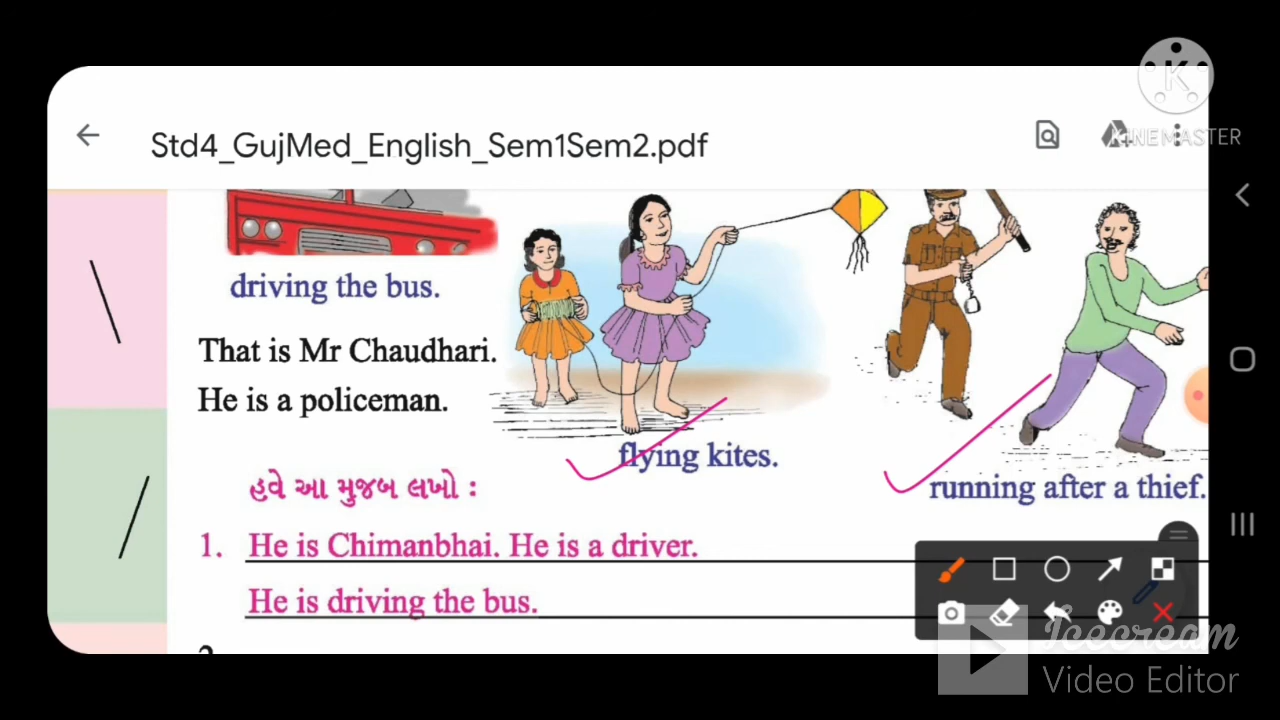 K
KINEMASTER
Std4_GujMed_English_Sem1Sem2.pdf
driving the bus.
That is Mr Chaudhari.
He is a policeman.
flying kites.
running after a thief.
હવે આ મુજબ લખો :
1. He is Chimanbhai. He is a driver.
He is driving the bus.
Icecream
Video Editor